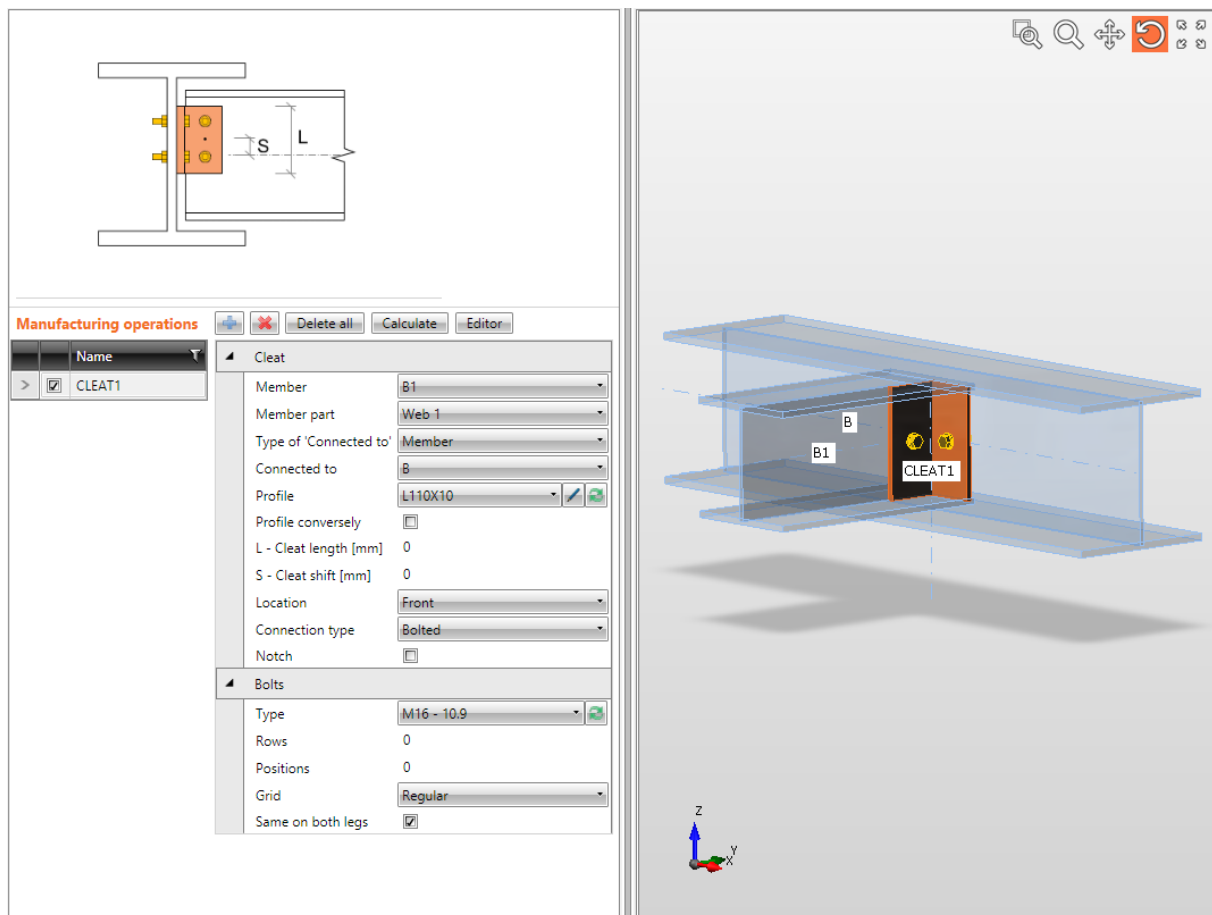 S
L
Manufacturing operations
Delete all
Calculate
Editor
Name
CLEAT1
Cleat
Member B1
Member part Web 1
Type of 'Connected to' Member
Connected to B
Profile L110X10
Profile conversely
L - Cleat length [mm] 0
S - Cleat shift [mm] 0
Location Front
Connection type Bolted
Notch
Bolts
Type M16 - 10.9
Rows 0
Positions 0
Grid Regular
Same on both legs
B
B1
CLEAT1
Z
Y
X